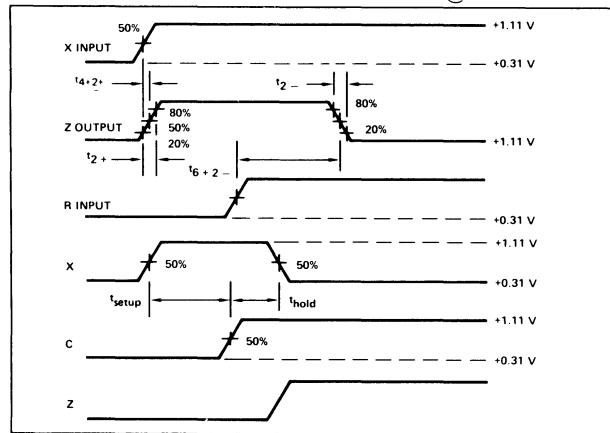 50%
+1.11 V
X INPUT
+0.31 V
t4+2+
t2 –
80%
80%
Z OUTPUT
50%
20%
20%
+1.11 V
t2 +
t6 + 2 –
R INPUT
+0.31 V
+1.11 V
X
50%
50%
+0.31 V
tsetup
thold
+1.11 V
C
50%
+0.31 V
Z